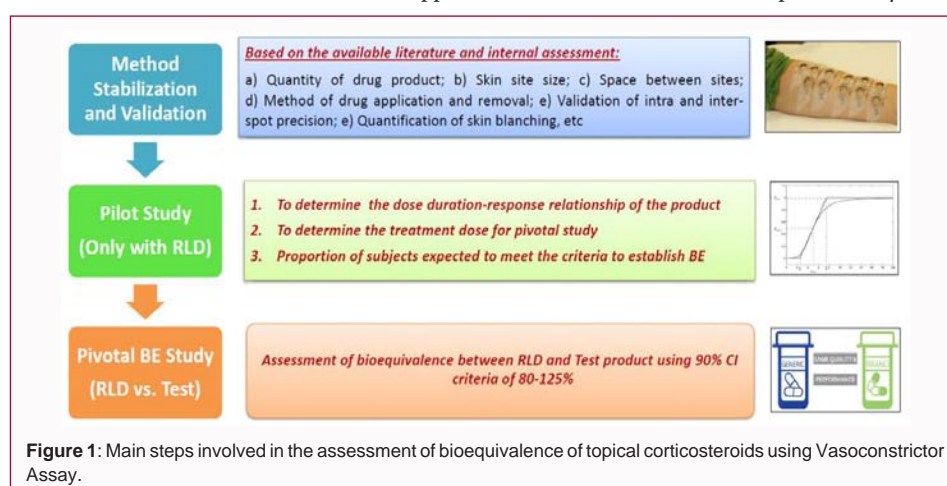 Method
Stabilization
and Validation
Based on the available literature and internal assessment:
a) Quantity of drug product; b) Skin site size; c) Space between sites;
d) Method of drug application and removal; e) Validation of intra and inter-
spot precision; e) Quantification of skin blanching, etc
Pilot Study
(Only with RLD)
1. To determine the dose duration-response relationship of the product
2. To determine the treatment dose for pivotal study
3. Proportion of subjects expected to meet the criteria to establish BE
Pivotal BE Study
(RLD vs. Test)
Assessment of bioequivalence between RLD and Test product using 90% CI
criteria of 80-125%
GENERIC
SAME QUALITY
PERFORMANCE
BRAND
Figure 1: Main steps involved in the assessment of bioequivalence of topical corticosteroids using Vasoconstrictor
Assay.